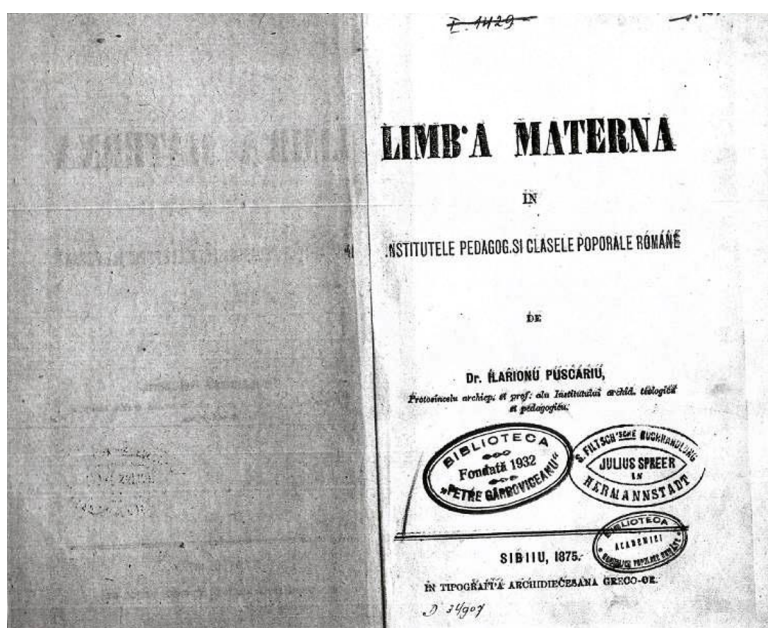 I. 1429
LIMB'A MATERNA
IN
INSTITUTELE PEDAGOG. SI CLASELE POPORALE ROMÁNE
DE
Dr. ILARIONU PUSCARIU,
Protosincelu archiep. si prof: alu Institutului archid. teologicu
si pedagogicu.
BIBLIOTECA
Fondată 1932
„PETRE GÂRBOVICEANU”
S. FILTSCH'SCHE BUCHHANDLUNG
JULIUS SPREER
IN
HERMANNSTADT
BIBLIOTECA
ACADEMIEI
SIBIIU, 1875.
IN TIPOGRAFI'A ARCHIDIECESANA GRECO-OR.
D 34907